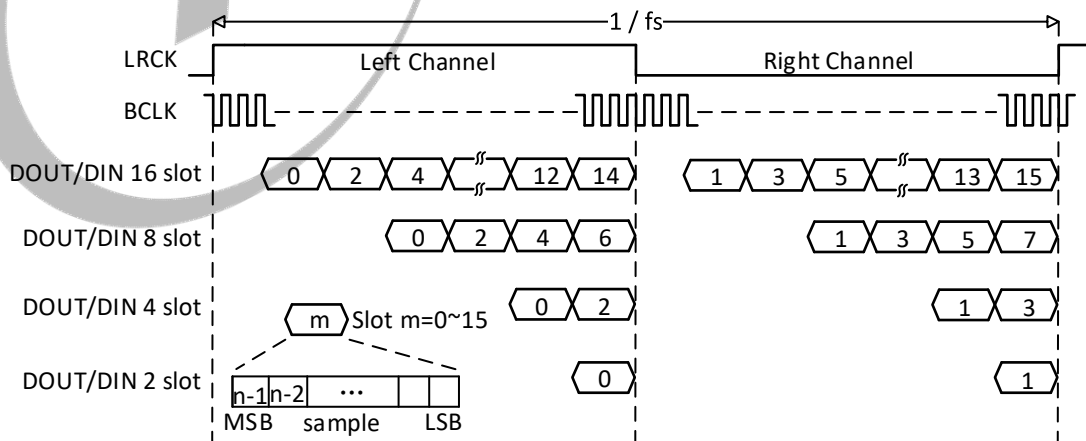 1 / fs
LRCK Left Channel Right Channel
BCLK
DOUT/DIN 16 slot 0 2 4 12 14 1 3 5 13 15
DOUT/DIN 8 slot 0 2 4 6 1 3 5 7
DOUT/DIN 4 slot 0 2 1 3
m Slot m=0~15
DOUT/DIN 2 slot 0 1
n-1 n-2 ...
MSB sample LSB